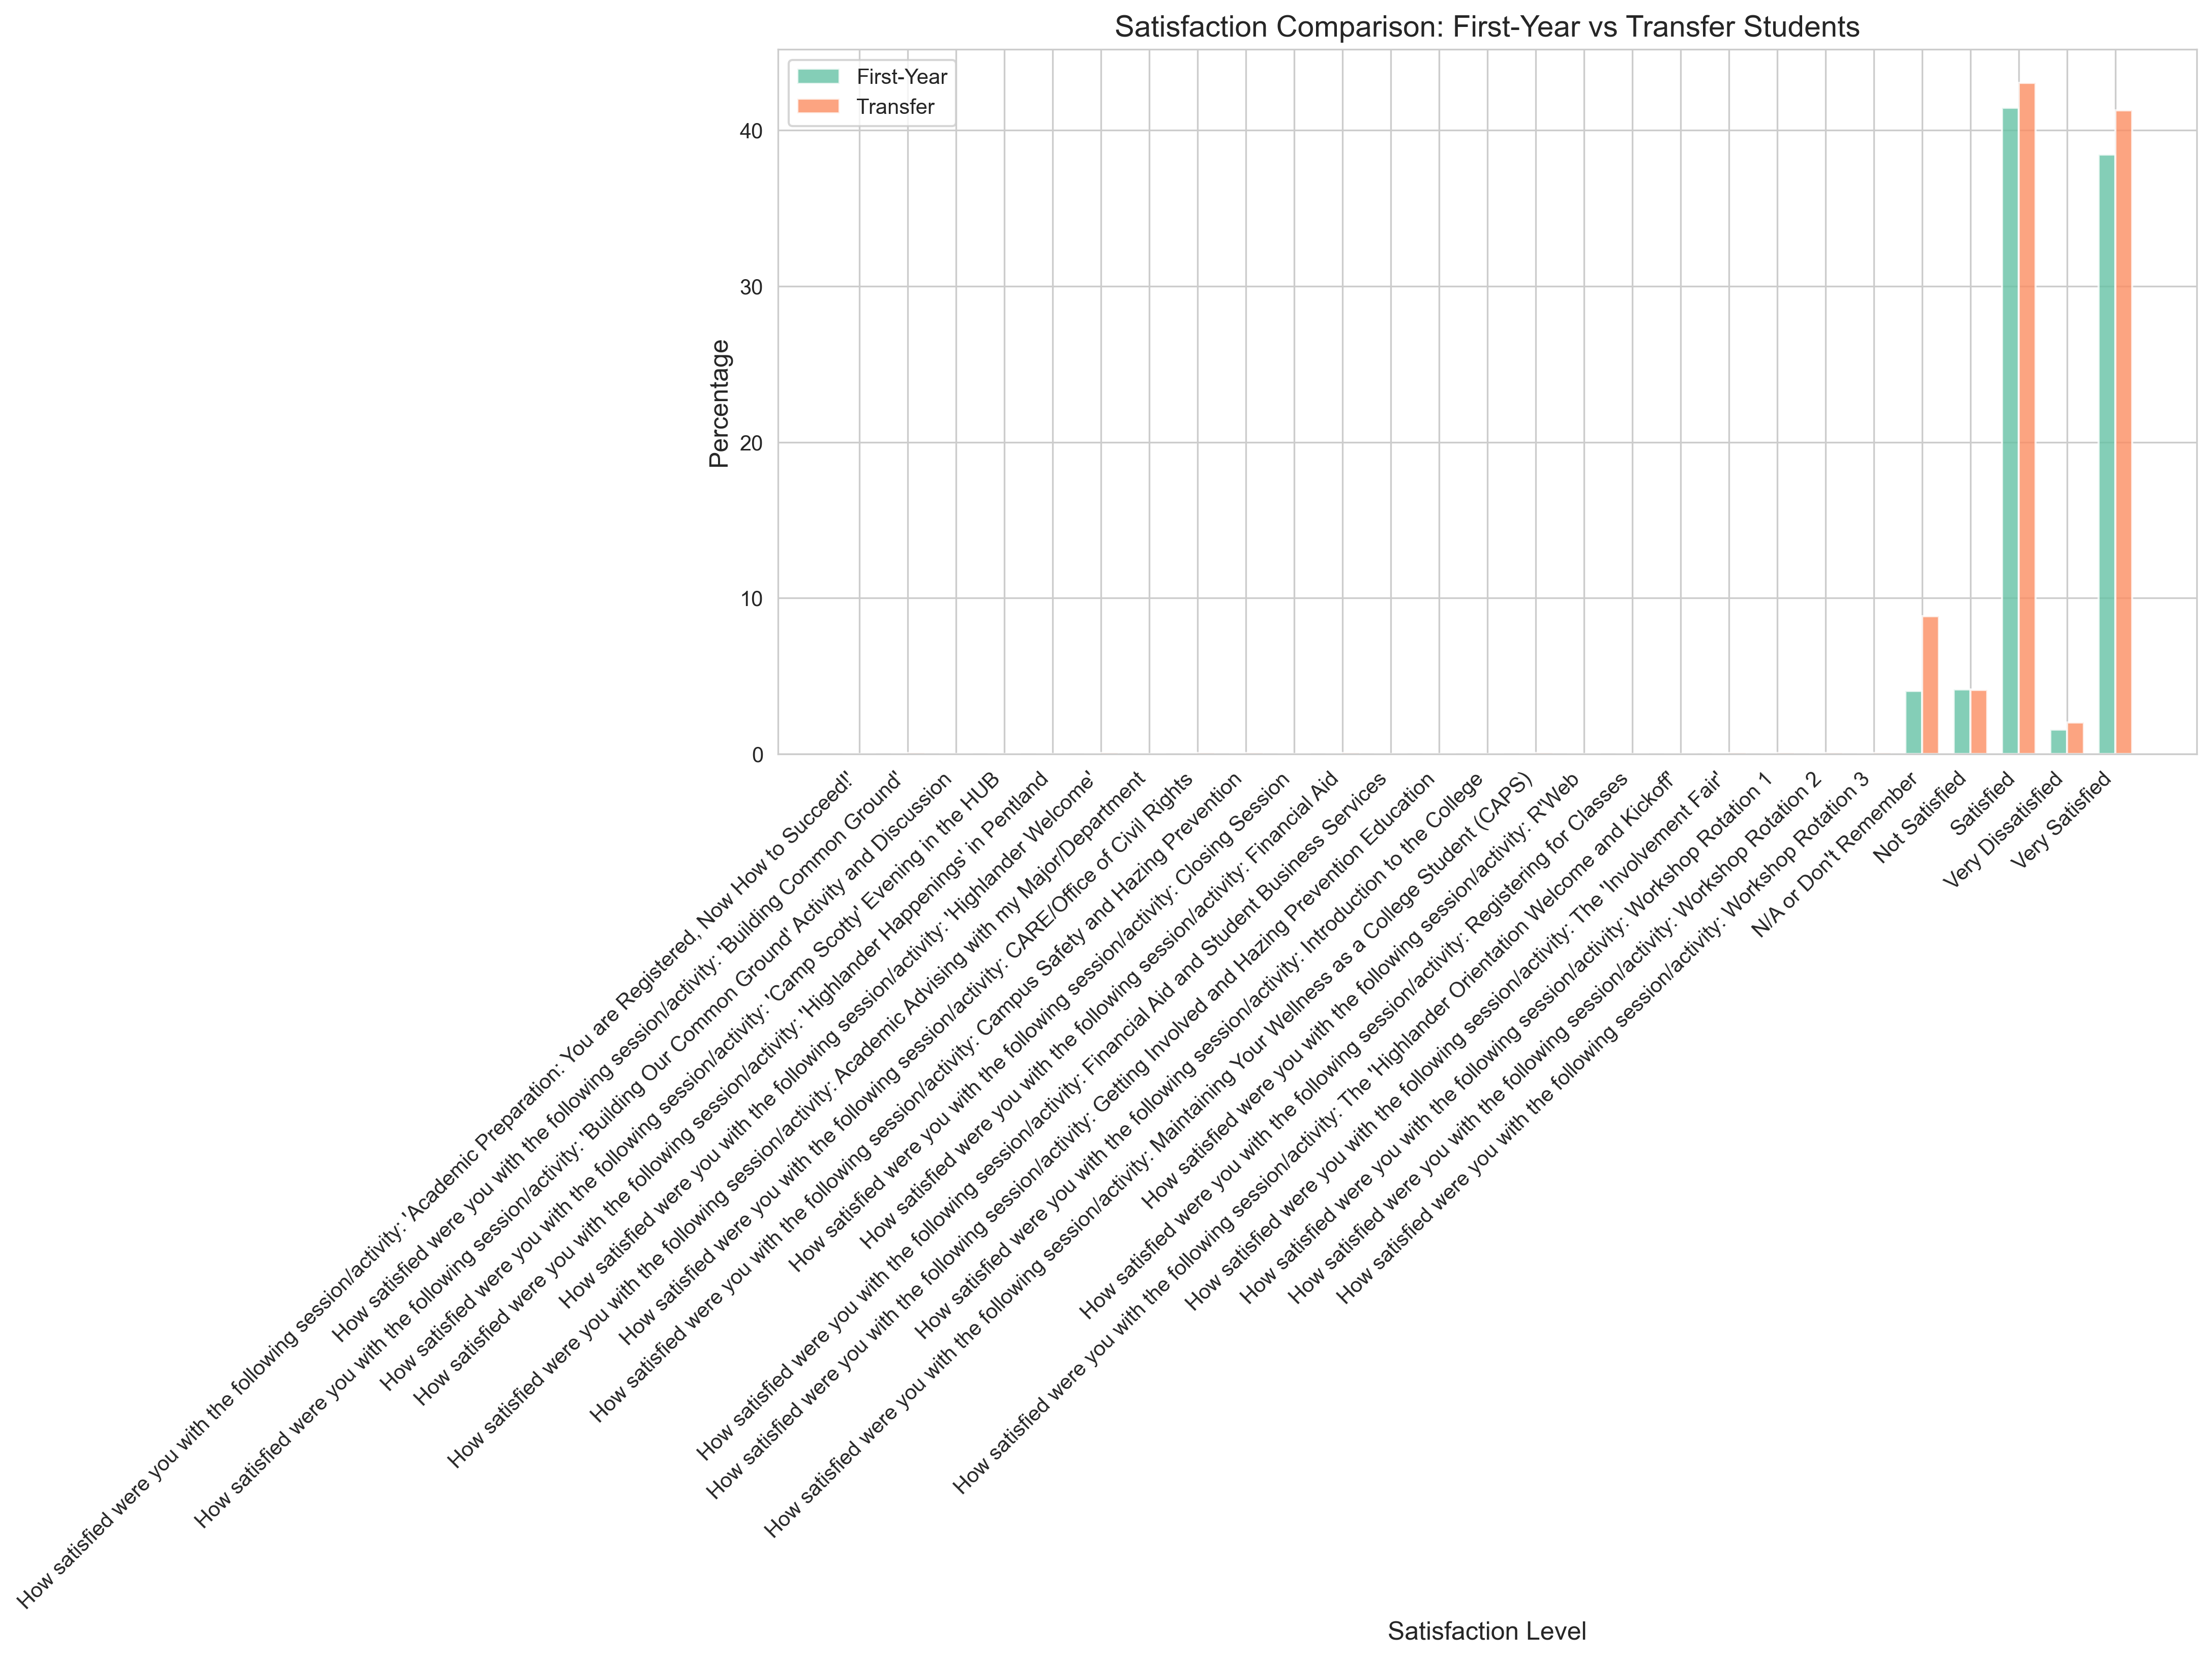 Satisfaction Comparison: First-Year vs Transfer Students
First-Year
Transfer
Percentage
40
30
20
10
0
How satisfied were you with the following session/activity: 'Academic Preparation: You are Registered, Now How to Succeed!'
How satisfied were you with the following session/activity: 'Building Common Ground'
How satisfied were you with the following session/activity: 'Building Our Common Ground' Activity and Discussion
How satisfied were you with the following session/activity: 'Camp Scotty' Evening in the HUB
How satisfied were you with the following session/activity: 'Highlander Happenings' in Pentland
How satisfied were you with the following session/activity: 'Highlander Welcome'
How satisfied were you with the following session/activity: Academic Advising with my Major/Department
How satisfied were you with the following session/activity: CARE/Office of Civil Rights
How satisfied were you with the following session/activity: Campus Safety and Hazing Prevention
How satisfied were you with the following session/activity: Closing Session
How satisfied were you with the following session/activity: Financial Aid
How satisfied were you with the following session/activity: Financial Aid and Student Business Services
How satisfied were you with the following session/activity: Getting Involved and Hazing Prevention Education
How satisfied were you with the following session/activity: Introduction to the College
How satisfied were you with the following session/activity: Maintaining Your Wellness as a College Student (CAPS)
How satisfied were you with the following session/activity: R'Web
How satisfied were you with the following session/activity: Registering for Classes
How satisfied were you with the following session/activity: The 'Highlander Orientation Welcome and Kickoff'
How satisfied were you with the following session/activity: The 'Involvement Fair'
How satisfied were you with the following session/activity: Workshop Rotation 1
How satisfied were you with the following session/activity: Workshop Rotation 2
How satisfied were you with the following session/activity: Workshop Rotation 3
N/A or Don't Remember
Not Satisfied
Satisfied
Very Dissatisfied
Very Satisfied
Satisfaction Level